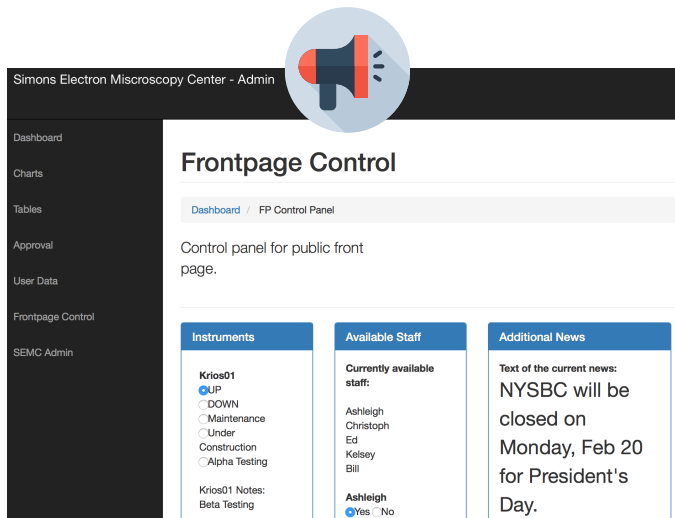 Simons Electron Miscroscopy Center - Admin
Dashboard
Charts
Tables
Approval
User Data
Frontpage Control
SEMC Admin
Frontpage Control
Dashboard / FP Control Panel
Control panel for public front
page.
Instruments
Krios01
UP
DOWN
Maintenance
Under
Construction
Alpha Testing
Krios01 Notes:
Beta Testing
Available Staff
Currently available
staff:
Ashleigh
Christoph
Ed
Kelsey
Bill
Ashleigh
Yes No
Additional News
Text of the current news:
NYSBC will be
closed on
Monday, Feb 20
for President's
Day.